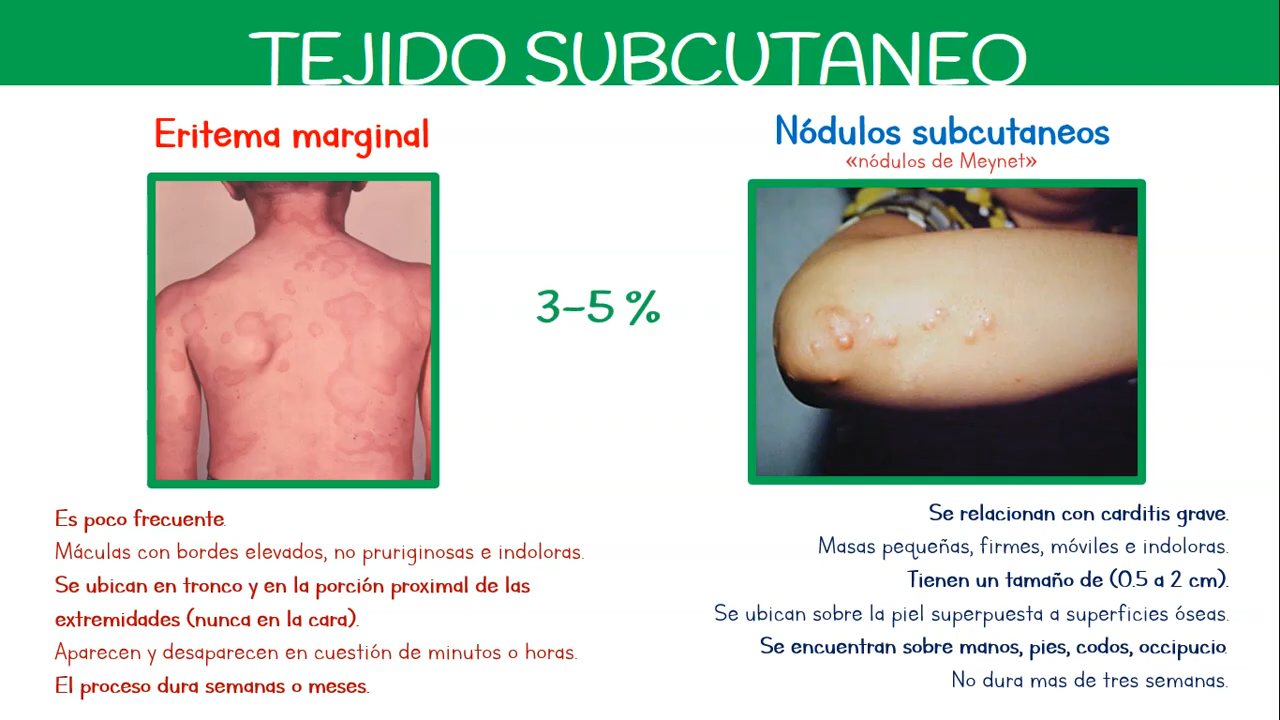 TEJIDO SUBCUTANEO
Eritema marginal
Es poco frecuente.
Máculas con bordes elevados, no pruriginosas e indoloras.
Se ubican en tronco y en la porción proximal de las
extremidades (nunca en la cara).
Aparecen y desaparecen en cuestión de minutos o horas.
El proceso dura semanas o meses.
3-5 %
Nódulos subcutaneos
«nódulos de Meynet»
Se relacionan con carditis grave.
Masas pequeñas, firmes, móviles e indoloras.
Tienen un tamaño de (0.5 a 2 cm).
Se ubican sobre la piel superpuesta a superficies óseas.
Se encuentran sobre manos, pies, codos, occipucio.
No dura mas de tres semanas.